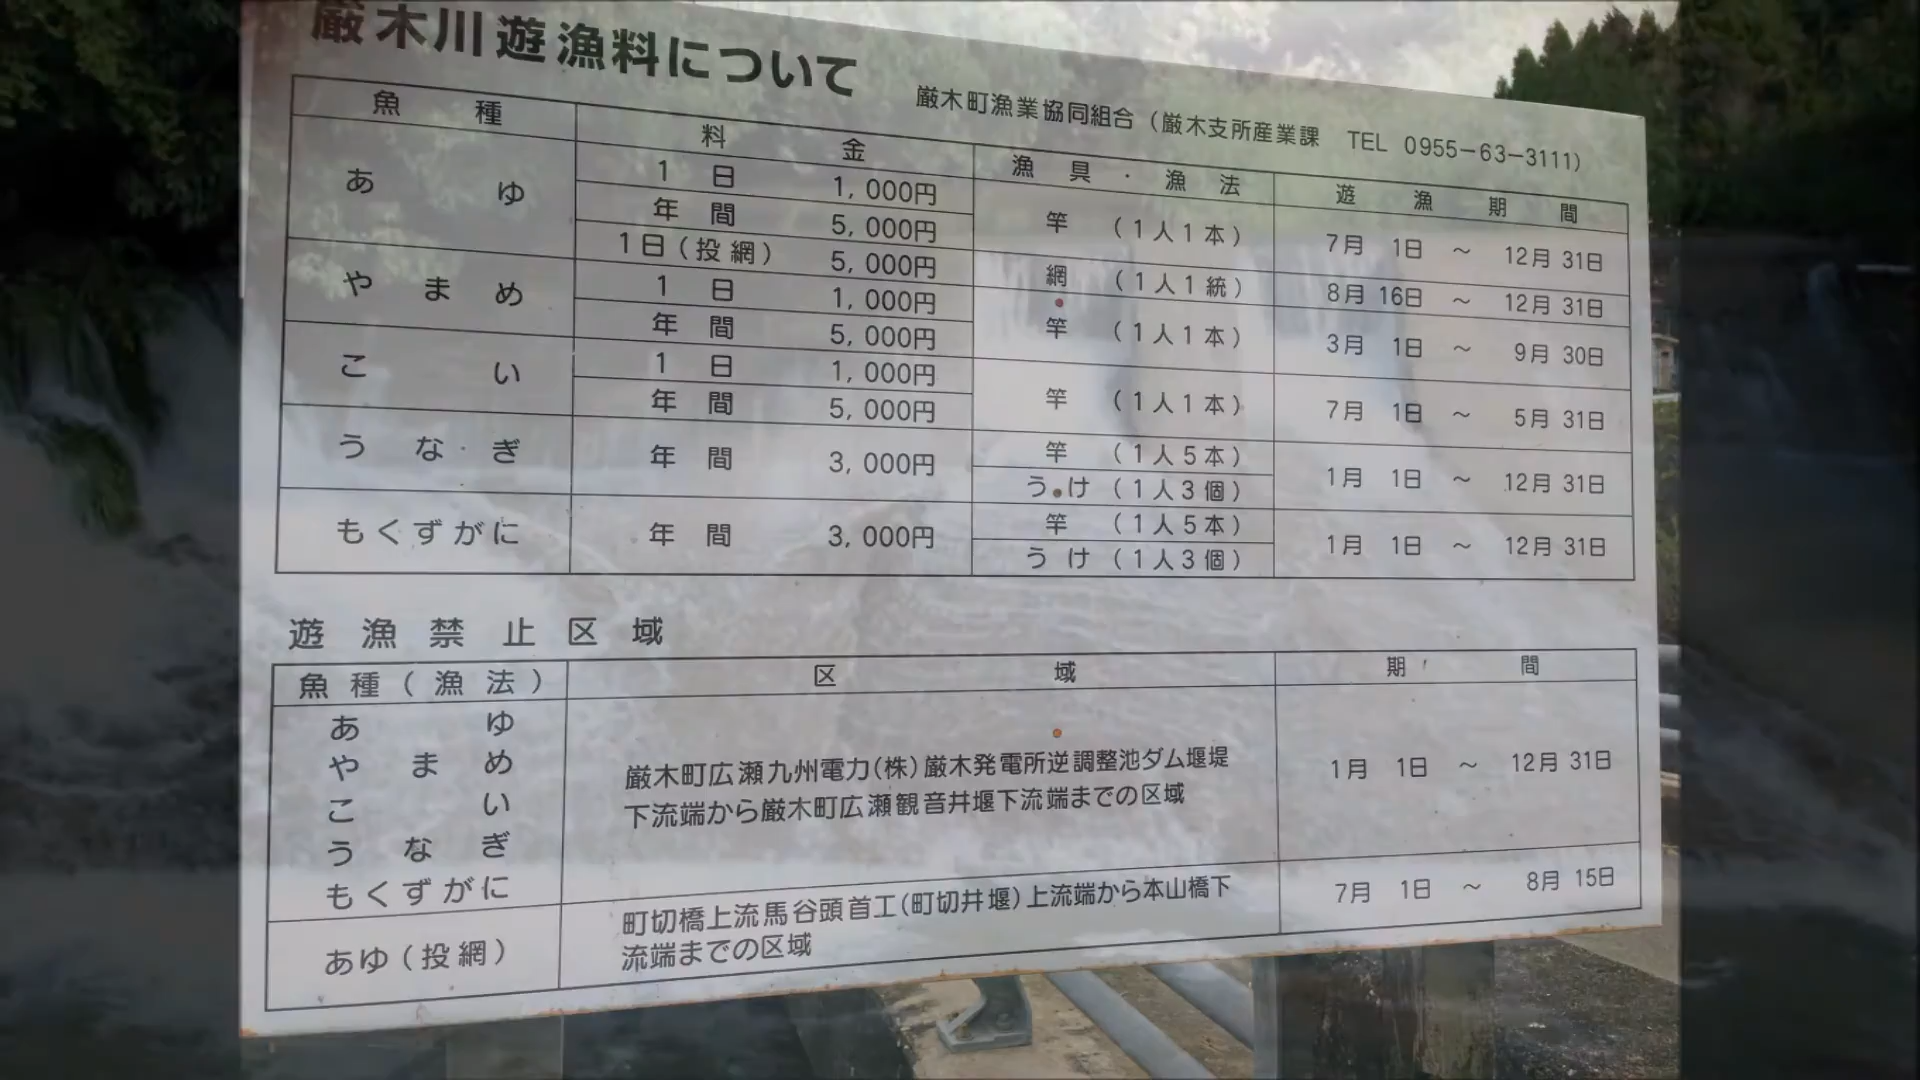 厳木川遊漁料について
厳木町漁業協同組合（厳木支所産業課 TEL 0955-63-3111）
魚種 料金 漁具・漁法 遊漁期間
あゆ 1日 1,000円 竿（1人1本） 7月1日～12月31日
年間 5,000円
1日（投網） 5,000円 網（1人1統） 8月16日～12月31日
やまめ 1日 1,000円 竿（1人1本） 3月1日～9月30日
年間 5,000円
こい 1日 1,000円 竿（1人1本） 7月1日～5月31日
年間 5,000円
うなぎ 年間 3,000円 竿（1人5本） 1月1日～12月31日
うけ（1人3個）
もくずがに 年間 3,000円 竿（1人5本） 1月1日～12月31日
うけ（1人3個）
遊漁禁止区域
魚種（漁法） 区域 期間
あゆ
やまめ
こい
うなぎ
もくずがに
厳木町広瀬九州電力（株）厳木発電所逆調整池ダム堰堤
下流端から厳木町広瀬観音井堰下流端までの区域
1月1日～12月31日
あゆ（投網）
町切橋上流馬谷頭首工（町切井堰）上流端から本山橋下
流端までの区域
7月1日～8月15日